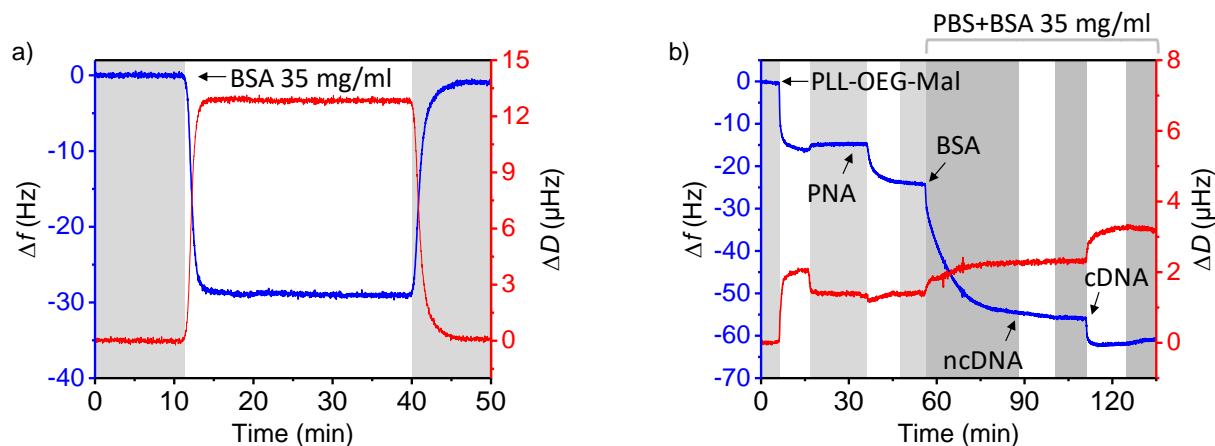 a)
BSA 35 mg/ml
0
-10
-20
-30
-40
Δf (Hz)
15
12
9
6
3
0
ΔD (μHz)
0 10 20 30 40 50
Time (min)
b)
PBS+BSA 35 mg/ml
PLL-OEG-Mal
BSA
PNA
cDNA
ncDNA
0
-10
-20
-30
-40
-50
-60
-70
Δf (Hz)
8
6
4
2
0
ΔD (μHz)
0 30 60 90 120
Time (min)